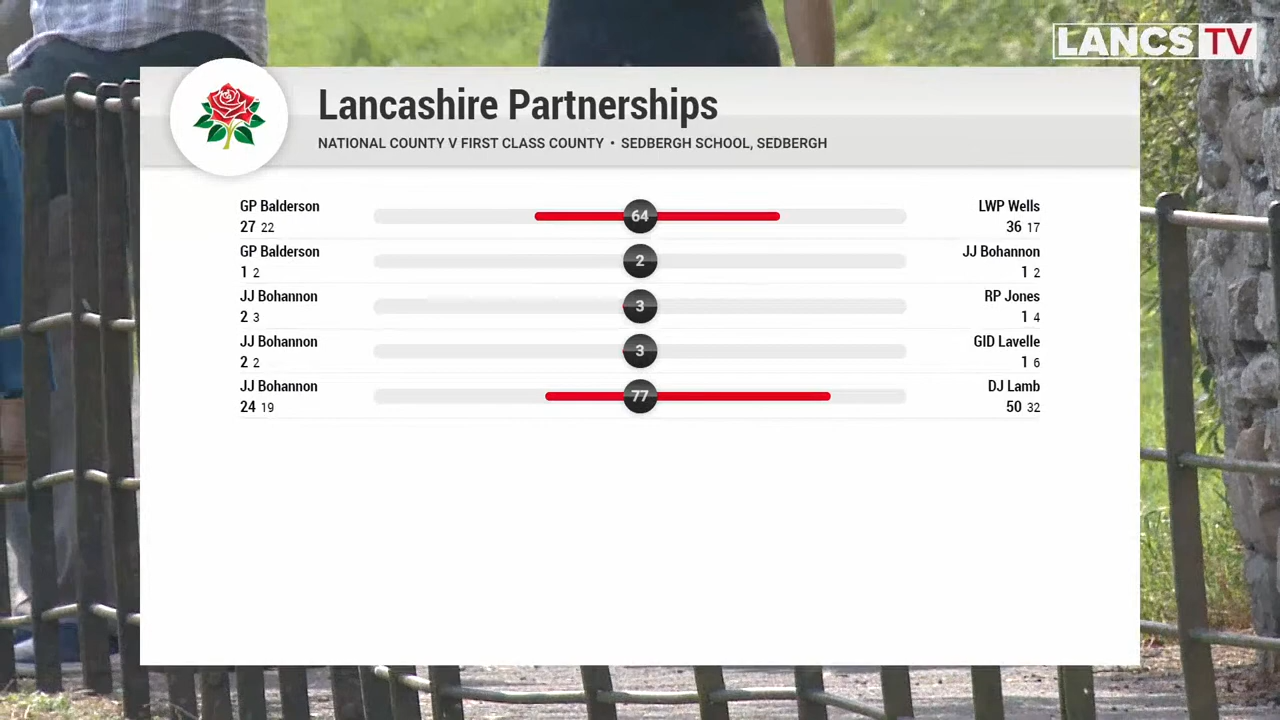 LANCS TV
Lancashire Partnerships
NATIONAL COUNTY V FIRST CLASS COUNTY • SEDBERGH SCHOOL, SEDBERGH
GP Balderson 64 LWP Wells
27 22 36 17
GP Balderson 2 JJ Bohannon
1 2 1 2
JJ Bohannon 3 RP Jones
2 3 1 4
JJ Bohannon 3 GID Lavelle
2 2 1 6
JJ Bohannon 77 DJ Lamb
24 19 50 32